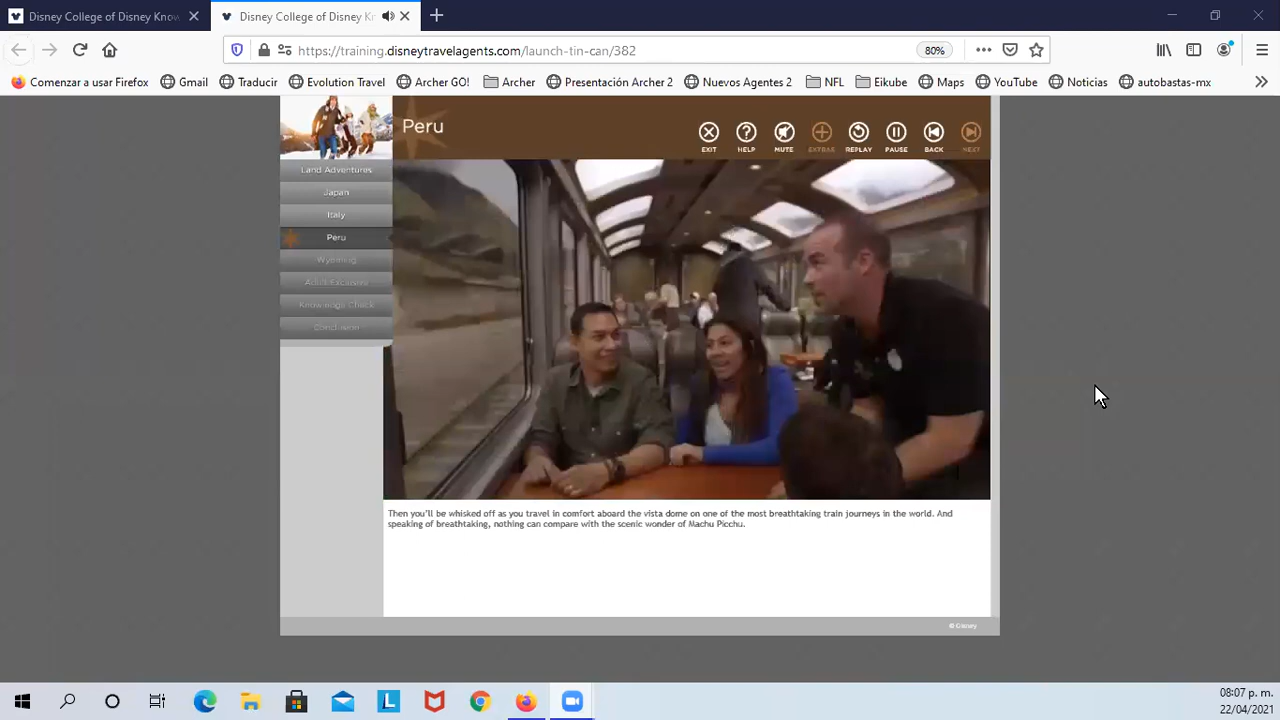 Disney College of Disney Know
Disney College of Disney Kn
https://training.disneytravelagents.com/launch-tin-can/382
80%
Comenzar a usar Firefox
Gmail
Traducir
Evolution Travel
Archer GO!
Archer
Presentación Archer 2
Nuevos Agentes 2
NFL
Eikube
Maps
YouTube
Noticias
autobastas-mx
Peru
EXIT
HELP
MUTE
EXTRAS
REPLAY
PAUSE
BACK
NEXT
Land Adventures
Japan
Italy
Peru
Wyoming
Adult Exclusive
Knowledge Check
Conclusion
Then you'll be whisked off as you travel in comfort aboard the vista dome on one of the most breathtaking train journeys in the world. And
speaking of breathtaking, nothing can compare with the scenic wonder of Machu Picchu.
© Disney
L
08:07 p. m.
22/04/2021